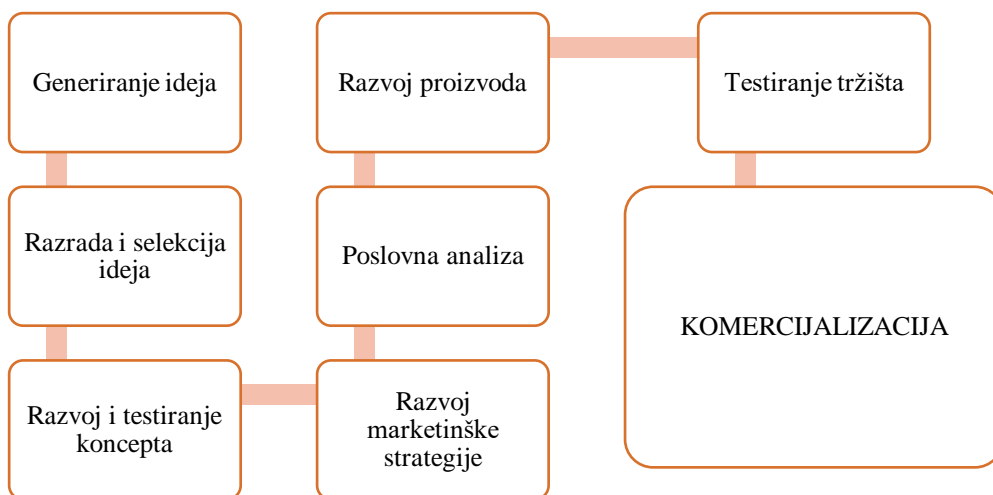 Generiranje ideja
Razrada i selekcija
ideja
Razvoj i testiranje
koncepta
Razvoj
marketinške
strategije
Poslovna analiza
Razvoj proizvoda
Testiranje tržišta
KOMERCIJALIZACIJA